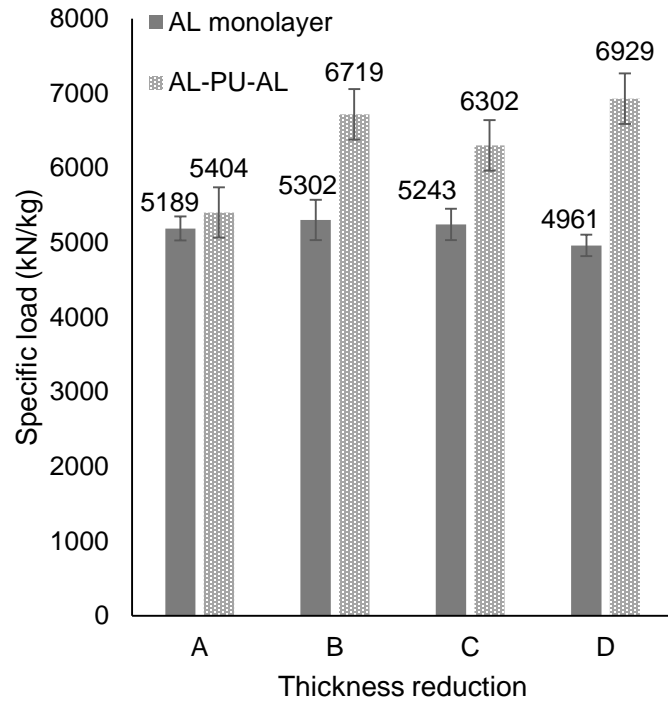 8000
7000
6000
5000
4000
3000
2000
1000
0
Specific load (kN/kg)
AL monolayer
AL-PU-AL
5189
5404
5302
6719
5243
6302
4961
6929
A
B
C
D
Thickness reduction